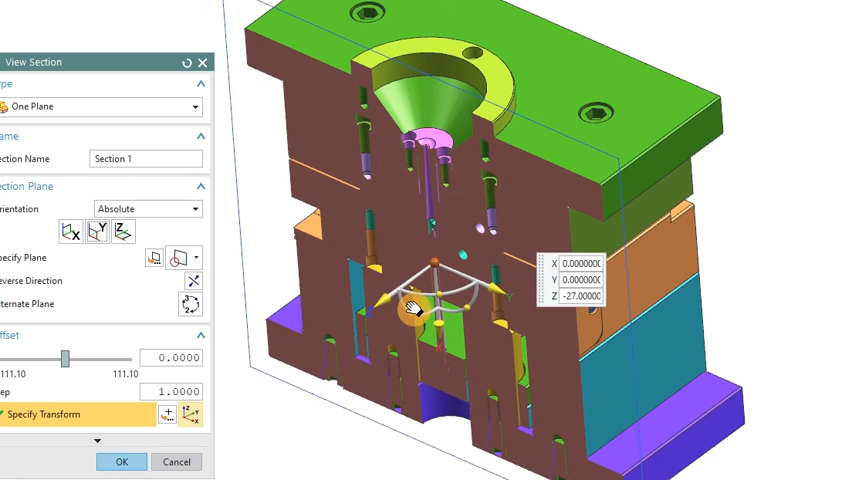 View Section
ype
One Plane
ame
ection Name
Section 1
ection Plane
rientation
Absolute
X
Y
Z
pecify Plane
everse Direction
lternate Plane
ffset
0.0000
111.10
111.10
ep
1.0000
Specify Transform
OK
Cancel
X
0.000000
Y
0.000000
Z
-27.00000
Y